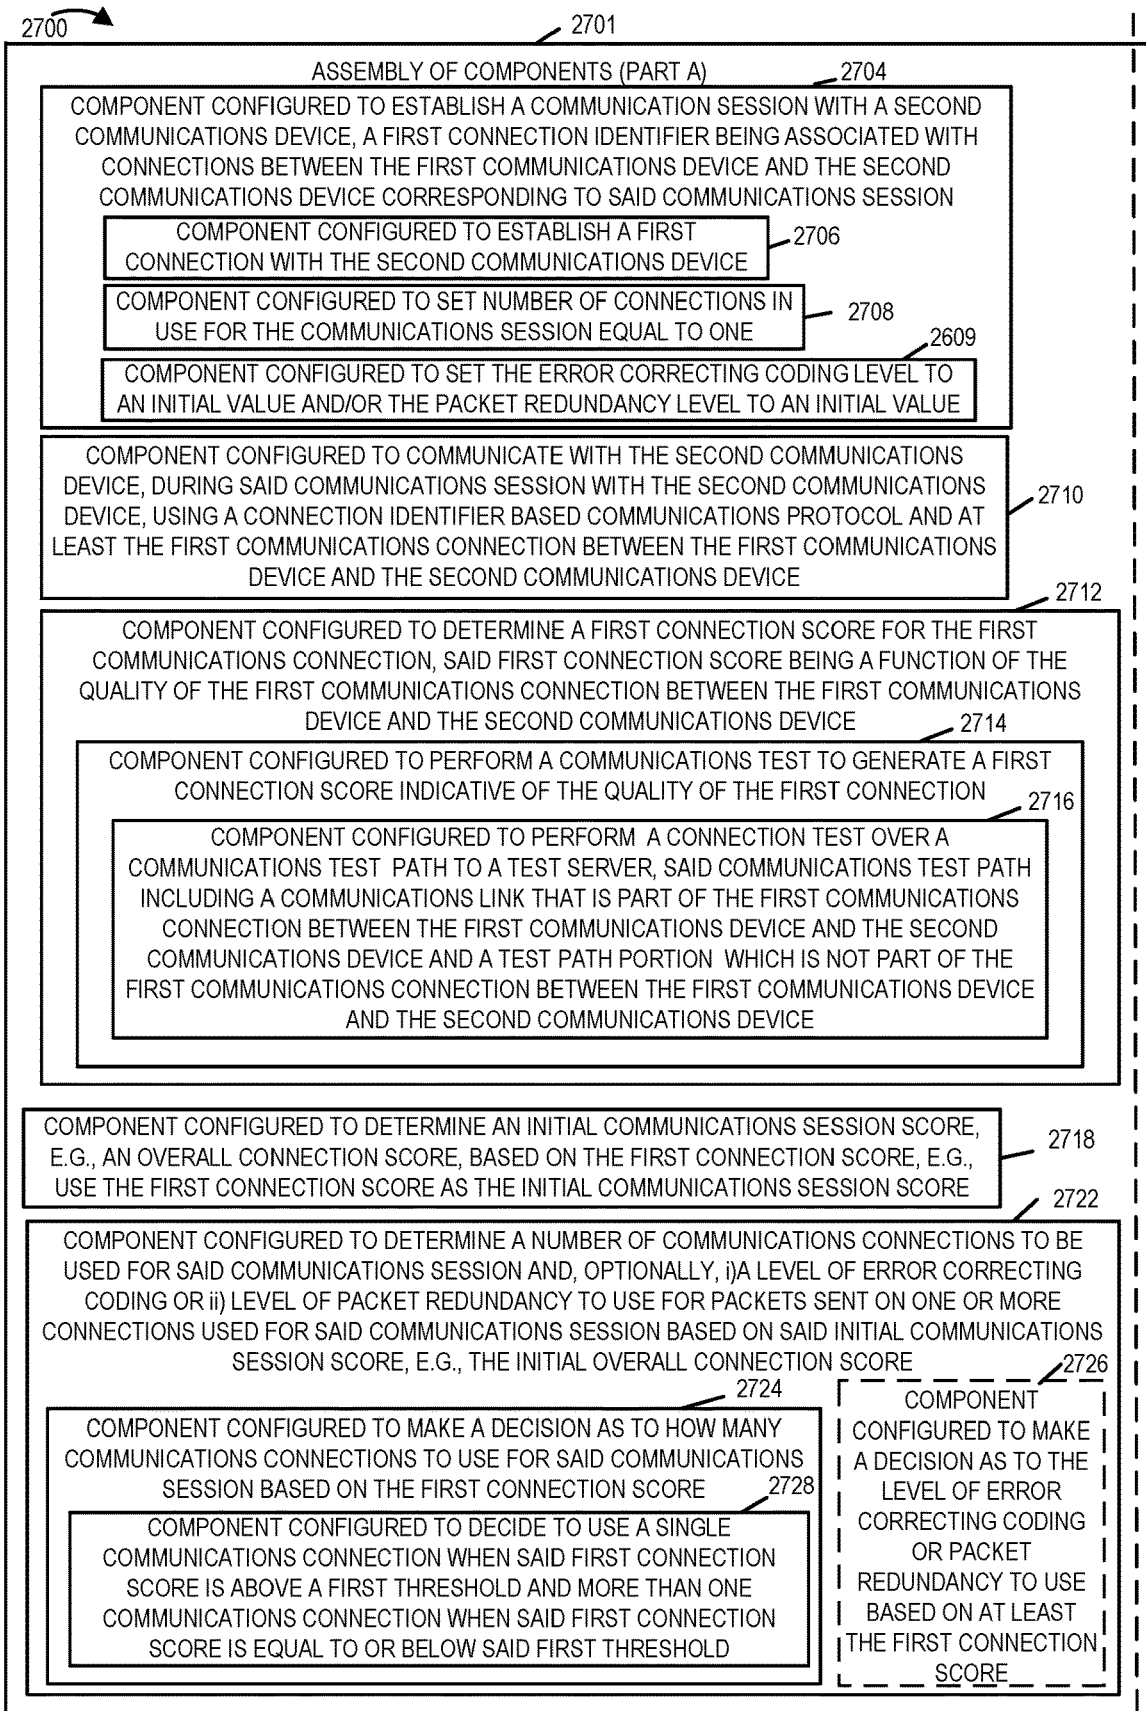 2700
2701
ASSEMBLY OF COMPONENTS (PART A)
2704
COMPONENT CONFIGURED TO ESTABLISH A COMMUNICATION SESSION WITH A SECOND
COMMUNICATIONS DEVICE, A FIRST CONNECTION IDENTIFIER BEING ASSOCIATED WITH
CONNECTIONS BETWEEN THE FIRST COMMUNICATIONS DEVICE AND THE SECOND
COMMUNICATIONS DEVICE CORRESPONDING TO SAID COMMUNICATIONS SESSION
COMPONENT CONFIGURED TO ESTABLISH A FIRST
CONNECTION WITH THE SECOND COMMUNICATIONS DEVICE
2706
COMPONENT CONFIGURED TO SET NUMBER OF CONNECTIONS IN
USE FOR THE COMMUNICATIONS SESSION EQUAL TO ONE
2708
2609
COMPONENT CONFIGURED TO SET THE ERROR CORRECTING CODING LEVEL TO
AN INITIAL VALUE AND/OR THE PACKET REDUNDANCY LEVEL TO AN INITIAL VALUE
COMPONENT CONFIGURED TO COMMUNICATE WITH THE SECOND COMMUNICATIONS
DEVICE, DURING SAID COMMUNICATIONS SESSION WITH THE SECOND COMMUNICATIONS
DEVICE, USING A CONNECTION IDENTIFIER BASED COMMUNICATIONS PROTOCOL AND AT
LEAST THE FIRST COMMUNICATIONS CONNECTION BETWEEN THE FIRST COMMUNICATIONS
DEVICE AND THE SECOND COMMUNICATIONS DEVICE
2710
2712
COMPONENT CONFIGURED TO DETERMINE A FIRST CONNECTION SCORE FOR THE FIRST
COMMUNICATIONS CONNECTION, SAID FIRST CONNECTION SCORE BEING A FUNCTION OF THE
QUALITY OF THE FIRST COMMUNICATIONS CONNECTION BETWEEN THE FIRST COMMUNICATIONS
DEVICE AND THE SECOND COMMUNICATIONS DEVICE
2714
COMPONENT CONFIGURED TO PERFORM A COMMUNICATIONS TEST TO GENERATE A FIRST
CONNECTION SCORE INDICATIVE OF THE QUALITY OF THE FIRST CONNECTION
2716
COMPONENT CONFIGURED TO PERFORM A CONNECTION TEST OVER A
COMMUNICATIONS TEST PATH TO A TEST SERVER, SAID COMMUNICATIONS TEST PATH
INCLUDING A COMMUNICATIONS LINK THAT IS PART OF THE FIRST COMMUNICATIONS
CONNECTION BETWEEN THE FIRST COMMUNICATIONS DEVICE AND THE SECOND
COMMUNICATIONS DEVICE AND A TEST PATH PORTION WHICH IS NOT PART OF THE
FIRST COMMUNICATIONS CONNECTION BETWEEN THE FIRST COMMUNICATIONS DEVICE
AND THE SECOND COMMUNICATIONS DEVICE
COMPONENT CONFIGURED TO DETERMINE AN INITIAL COMMUNICATIONS SESSION SCORE,
E.G., AN OVERALL CONNECTION SCORE, BASED ON THE FIRST CONNECTION SCORE, E.G.,
USE THE FIRST CONNECTION SCORE AS THE INITIAL COMMUNICATIONS SESSION SCORE
2718
2722
COMPONENT CONFIGURED TO DETERMINE A NUMBER OF COMMUNICATIONS CONNECTIONS TO BE
USED FOR SAID COMMUNICATIONS SESSION AND, OPTIONALLY, i)A LEVEL OF ERROR CORRECTING
CODING OR ii) LEVEL OF PACKET REDUNDANCY TO USE FOR PACKETS SENT ON ONE OR MORE
CONNECTIONS USED FOR SAID COMMUNICATIONS SESSION BASED ON SAID INITIAL COMMUNICATIONS
SESSION SCORE, E.G., THE INITIAL OVERALL CONNECTION SCORE
2724
COMPONENT CONFIGURED TO MAKE A DECISION AS TO HOW MANY
COMMUNICATIONS CONNECTIONS TO USE FOR SAID COMMUNICATIONS
SESSION BASED ON THE FIRST CONNECTION SCORE
2728
COMPONENT CONFIGURED TO DECIDE TO USE A SINGLE
COMMUNICATIONS CONNECTION WHEN SAID FIRST CONNECTION
SCORE IS ABOVE A FIRST THRESHOLD AND MORE THAN ONE
COMMUNICATIONS CONNECTION WHEN SAID FIRST CONNECTION
SCORE IS EQUAL TO OR BELOW SAID FIRST THRESHOLD
2726
COMPONENT
CONFIGURED TO MAKE
A DECISION AS TO THE
LEVEL OF ERROR
CORRECTING CODING
OR PACKET
REDUNDANCY TO USE
BASED ON AT LEAST
THE FIRST CONNECTION
SCORE